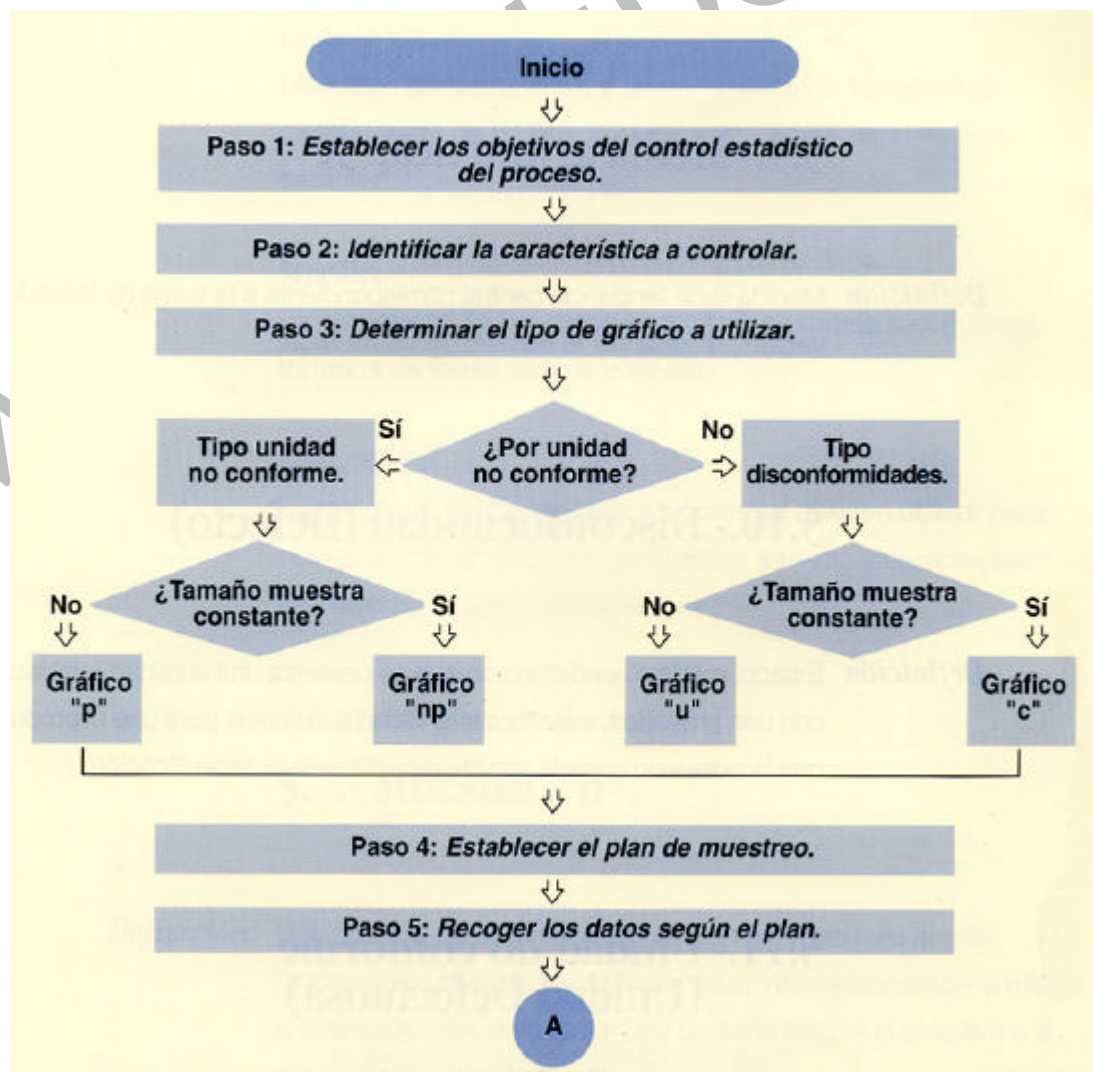 Inicio
Paso 1: Establecer los objetivos del control estadístico
del proceso.
Paso 2: Identificar la característica a controlar.
Paso 3: Determinar el tipo de gráfico a utilizar.
Sí
¿Por unidad
no conforme?
No
Tipo unidad
no conforme.
Tipo
disconformidades.
¿Tamaño muestra
constante?
No
Sí
¿Tamaño muestra
constante?
No
Sí
Gráfico
"p"
Gráfico
"np"
Gráfico
"u"
Gráfico
"c"
Paso 4: Establecer el plan de muestreo.
Paso 5: Recoger los datos según el plan.
A